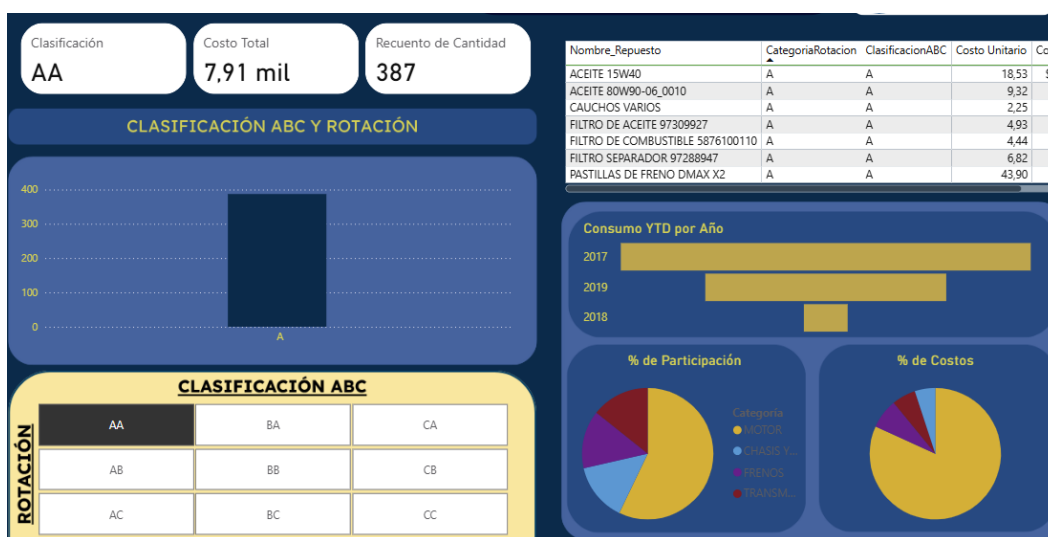 Clasificación
AA
Costo Total
7,91 mil
Recuento de Cantidad
387
CLASIFICACIÓN ABC Y ROTACIÓN
400
300
200
100
0
A
CLASIFICACIÓN ABC
ROTACIÓN
AA BA CA
AB BB CB
AC BC CC
Nombre_Repuesto CategoriaRotacion ClasificacionABC Costo Unitario Co
ACEITE 15W40 A A 18,53
ACEITE 80W90-06_0010 A A 9,32
CAUCHOS VARIOS A A 2,25
FILTRO DE ACEITE 97309927 A A 4,93
FILTRO DE COMBUSTIBLE 5876100110 A A 4,44
FILTRO SEPARADOR 97288947 A A 6,82
PASTILLAS DE FRENO DMAX X2 A A 43,90
Consumo YTD por Año
2017
2019
2018
% de Participación
Categoría
MOTOR
CHASIS Y...
FRENOS
TRANSM...
% de Costos